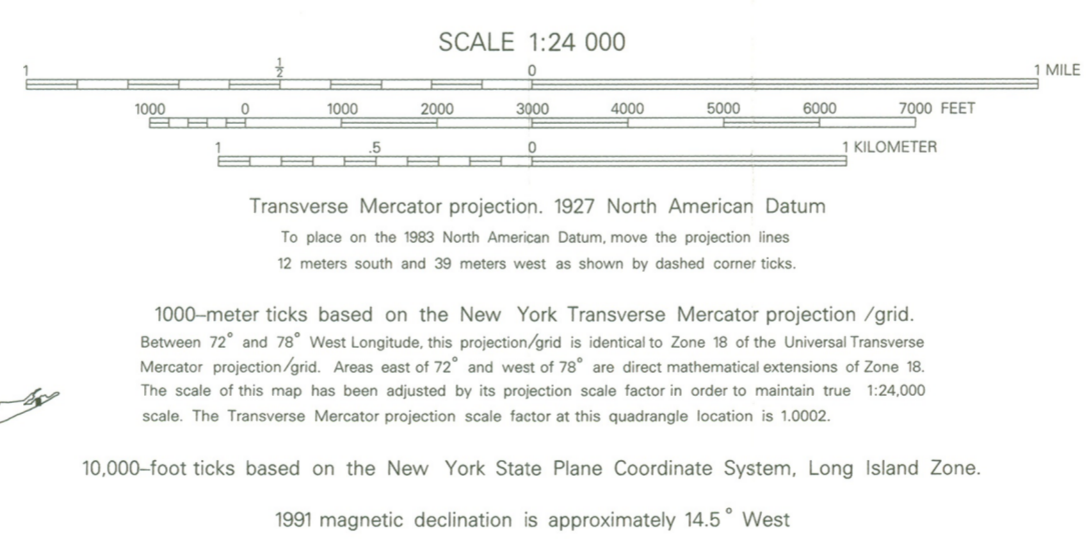 SCALE 1:24 000
1 ½ 0 1 MILE
1000 0 1000 2000 3000 4000 5000 6000 7000 FEET
1 .5 0 1 KILOMETER
Transverse Mercator projection. 1927 North American Datum
To place on the 1983 North American Datum, move the projection lines
12 meters south and 39 meters west as shown by dashed corner ticks.
1000–meter ticks based on the New York Transverse Mercator projection /grid.
Between 72° and 78° West Longitude, this projection/grid is identical to Zone 18 of the Universal Transverse
Mercator projection/grid. Areas east of 72° and west of 78° are direct mathematical extensions of Zone 18.
The scale of this map has been adjusted by its projection scale factor in order to maintain true 1:24,000
scale. The Transverse Mercator projection scale factor at this quadrangle location is 1.0002.
10,000–foot ticks based on the New York State Plane Coordinate System, Long Island Zone.
1991 magnetic declination is approximately 14.5° West